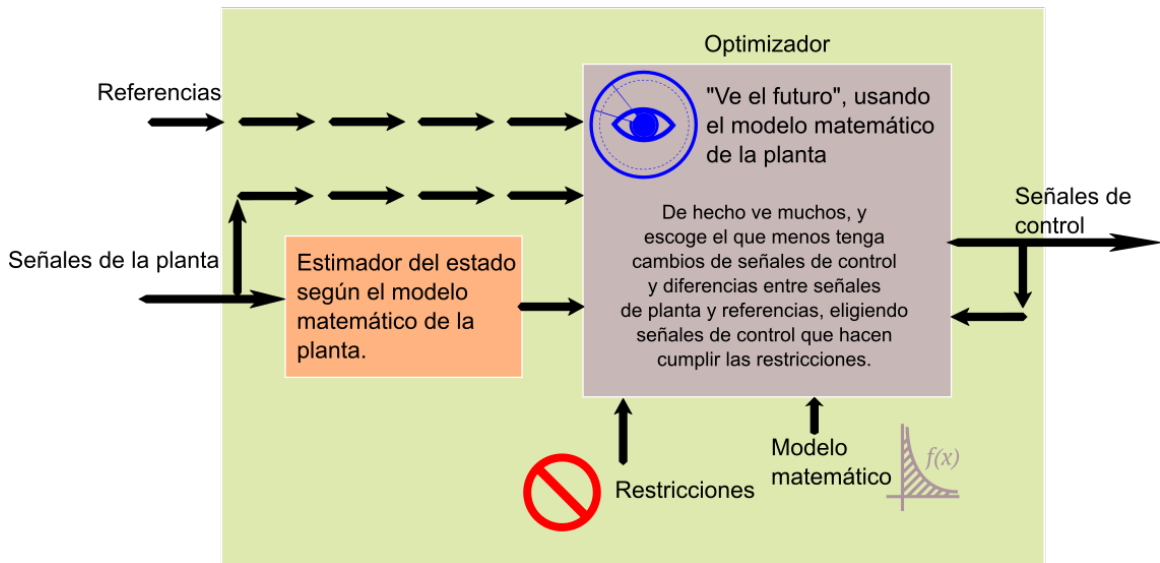 Optimizador
Referencias
"Ve el futuro", usando
el modelo matemático
de la planta
Señales de la planta
Estimador del estado
según el modelo
matemático de la
planta.
De hecho ve muchos, y
escoge el que menos tenga
cambios de señales de control
y diferencias entre señales
de planta y referencias, eligiendo
señales de control que hacen
cumplir las restricciones.
Señales de
control
Restricciones
Modelo
matemático
f(x)